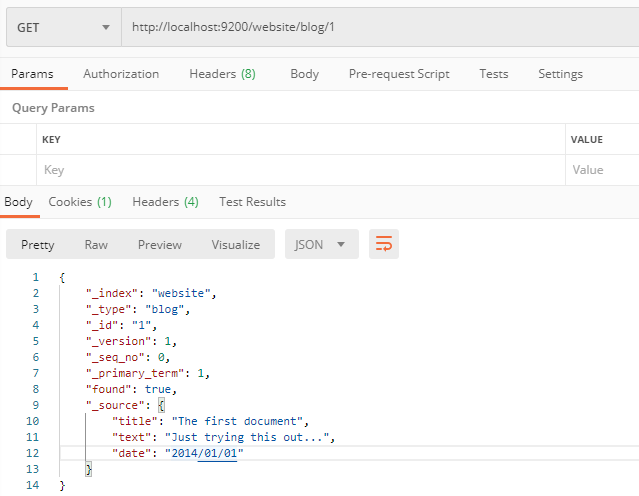 GET http://localhost:9200/website/blog/1
Params Authorization Headers (8) Body Pre-request Script Tests Settings
Query Params
KEY VALUE
Key Value
Body Cookies (1) Headers (4) Test Results
Pretty Raw Preview Visualize JSON
1 {
2 "_index": "website",
3 "_type": "blog",
4 "_id": "1",
5 "_version": 1,
6 "_seq_no": 0,
7 "_primary_term": 1,
8 "found": true,
9 "_source": {
10 "title": "The first document",
11 "text": "Just trying this out...",
12 "date": "2014/01/01"
13 }
14 }